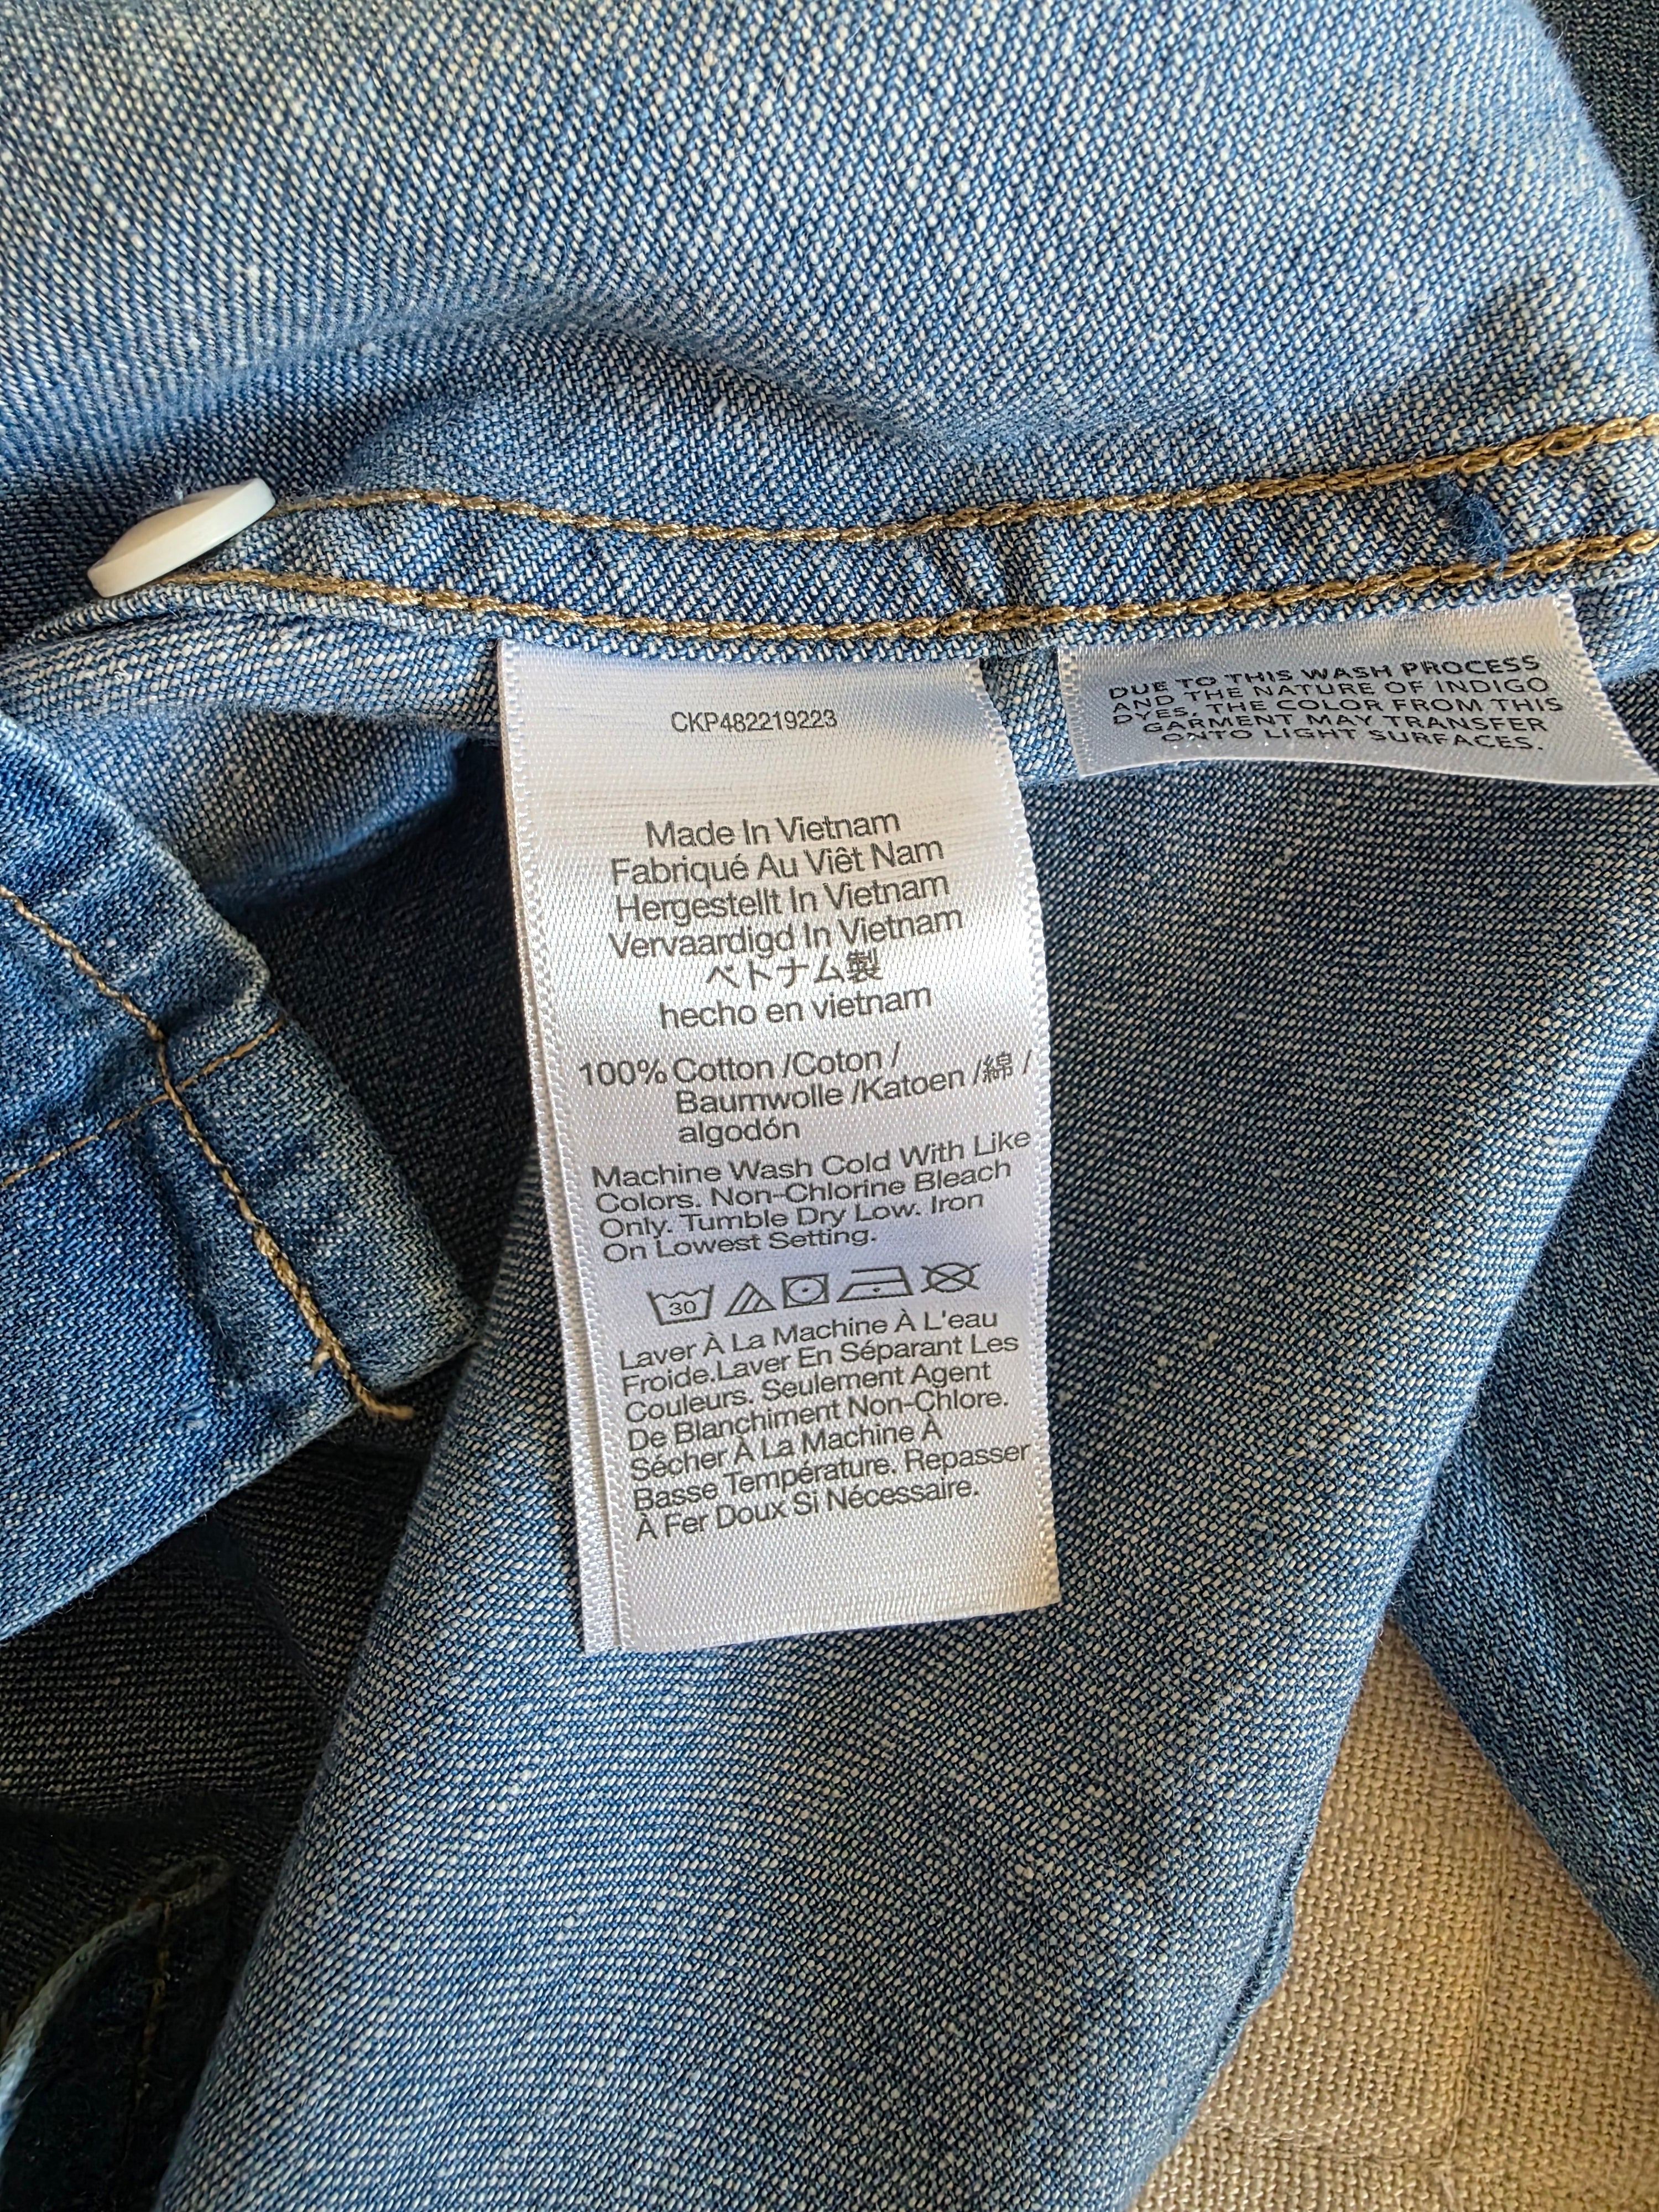 CKP482219223
Made In Vietnam
Fabriqué Au Viêt Nam
Hergestellt In Vietnam
Vervaardigd In Vietnam
ベトナム製
hecho en vietnam
100% Cotton /Coton /
Baumwolle /Katoen /綿 /
algodón
Machine Wash Cold With Like
Colors. Non-Chlorine Bleach
Only. Tumble Dry Low. Iron
On Lowest Setting.
30
Laver À La Machine À L'eau
Froide.Laver En Séparant Les
Couleurs. Seulement Agent
De Blanchiment Non-Chlore.
Sécher À La Machine À
Basse Température. Repasser
À Fer Doux Si Nécessaire.
DUE TO THIS WASH PROCESS
AND THE NATURE OF INDIGO
DYES, THE COLOR FROM THIS
GARMENT MAY TRANSFER
ONTO LIGHT SURFACES.